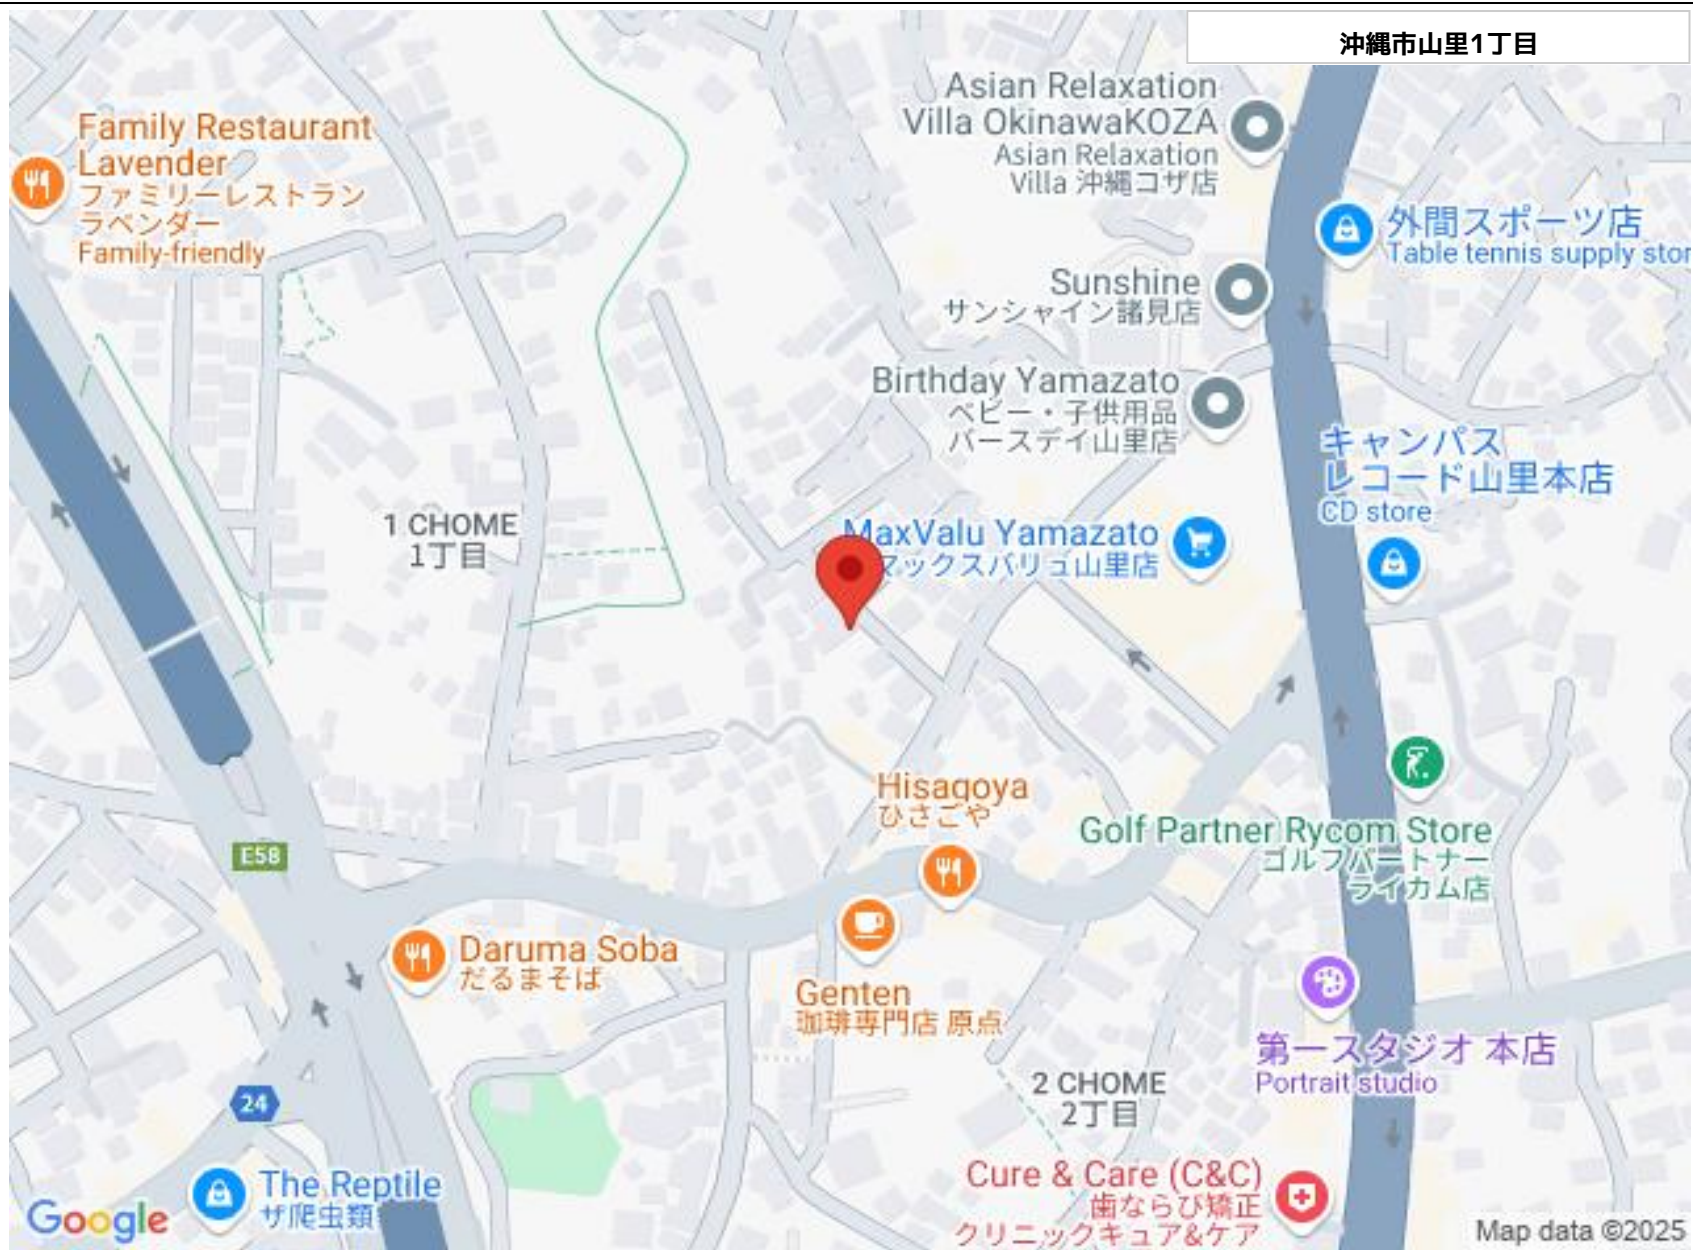 沖縄市山里1丁目
Asian Relaxation
Villa OkinawaKOZA
Asian Relaxation
Villa 沖縄コザ店
Family Restaurant
Lavender
ファミリーレストラン
ラベンダー
Family-friendly
外間スポーツ店
Table tennis supply stor
Sunshine
サンシャイン諸見店
Birthday Yamazato
ベビー・子供用品
バースデイ山里店
キャンパス
レコード山里本店
CD store
1 CHOME
1丁目
MaxValu Yamazato
マックスバリュ山里店
Hisagoya
ひさごや
Golf Partner Rycom Store
ゴルフパートナー
ライカム店
E58
Daruma Soba
だるまそば
Genten
珈琲専門店 原点
第一スタジオ 本店
Portrait studio
2 CHOME
2丁目
24
The Reptile
ザ爬虫類
Cure & Care (C&C)
歯ならび矯正
クリニックキュア&ケア
Google
Map data ©2025